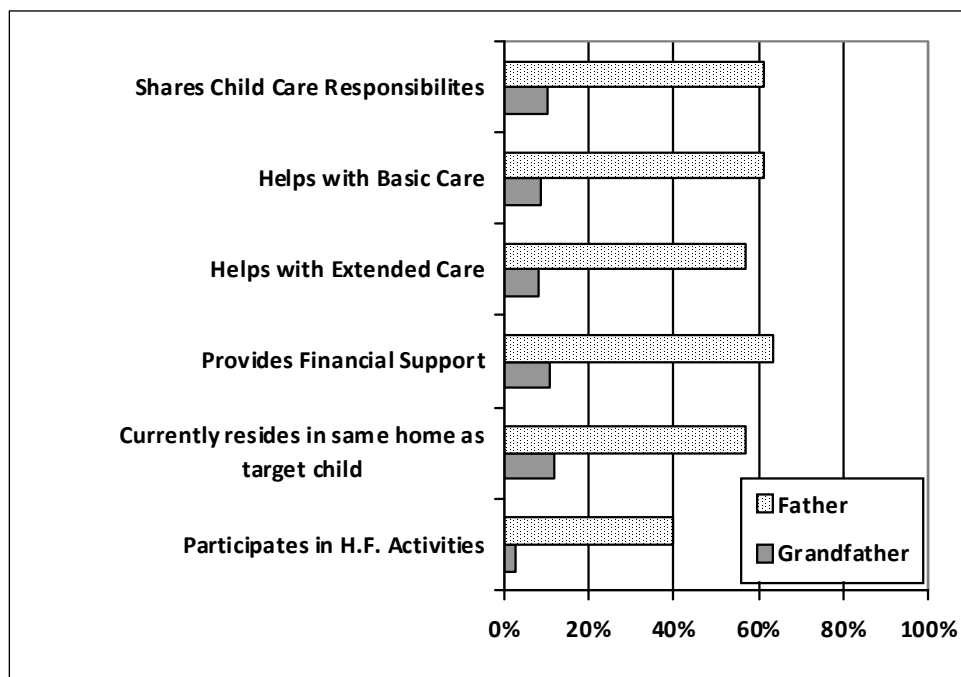 Shares Child Care Responsibilites
Helps with Basic Care
Helps with Extended Care
Provides Financial Support
Currently resides in same home as
target child
Participates in H.F. Activities
Father
Grandfather
0% 20% 40% 60% 80% 100%